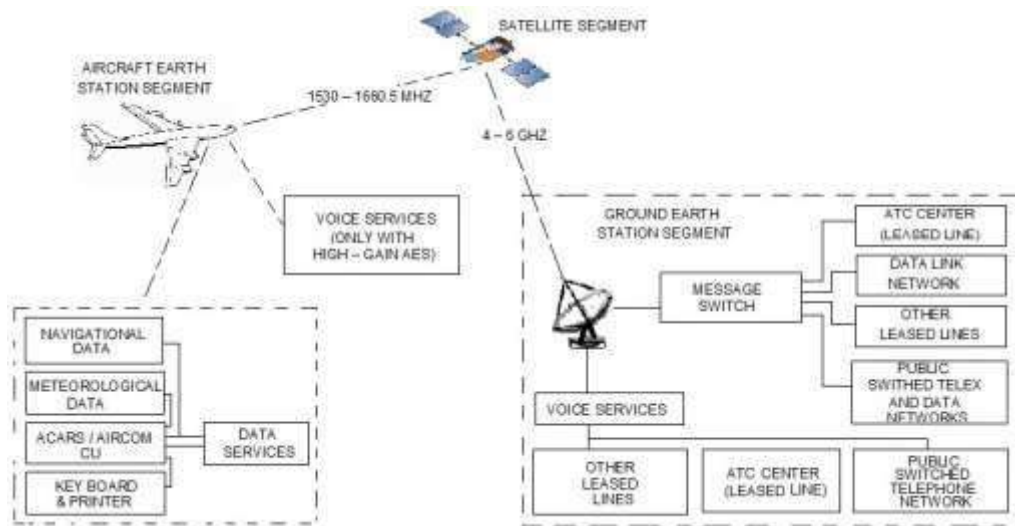 SATELLITE SEGMENT
AIRCRAFT EARTH
STATION SEGMENT
1530 – 1660.5 MHZ
4 – 6 GHZ
VOICE SERVICES
(ONLY WITH
HIGH – GAIN AES)
GROUND EARTH
STATION SEGMENT
ATC CENTER
(LEASED LINE)
DATA LINK
NETWORK
MESSAGE
SWITCH
OTHER
LEASED LINES
PUBLIC
SWITHED TELEX
AND DATA
NETWORKS
NAVIGATIONAL
DATA
METEOROLOGICAL
DATA
ACARS / AIRCOM
CU
KEY BOARD
& PRINTER
DATA
SERVICES
VOICE SERVICES
OTHER
LEASED
LINES
ATC CENTER
(LEASED LINE)
PUBLIC
SWITCHED
TELEPHONE
NETWORK